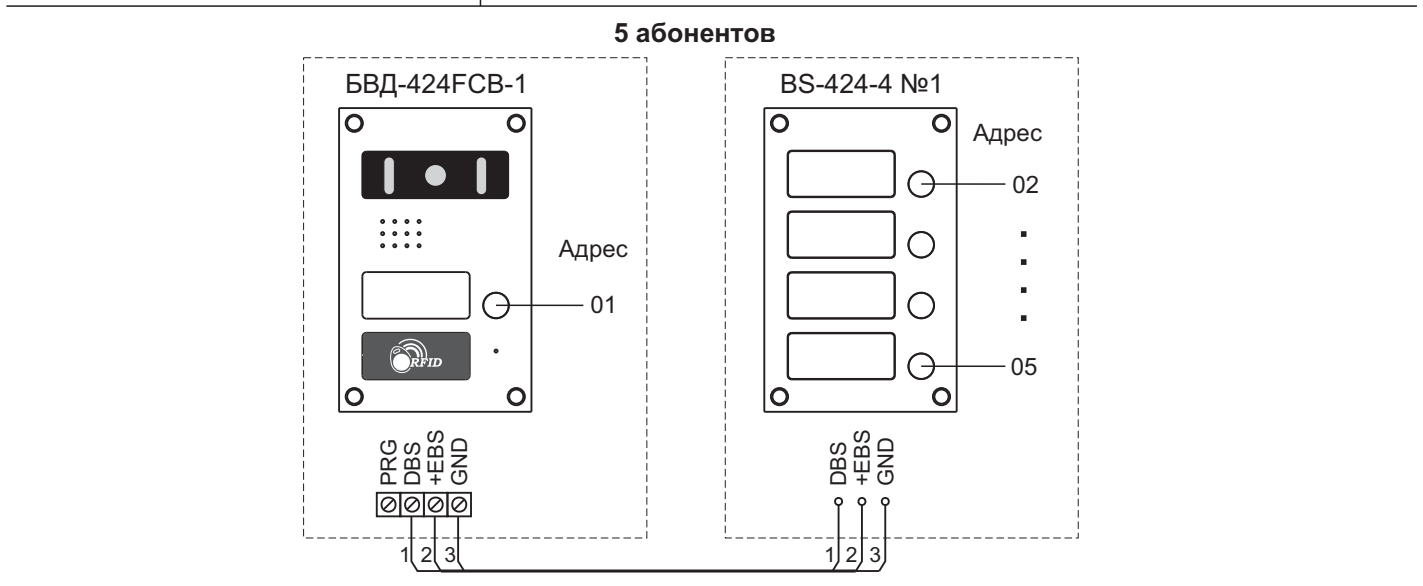 5 абонентов
БВД-424FCB-1
BS-424-4 №1
Адрес
02
Адрес
01
RFID
05
PRG
DBS
+EBS
GND
DBS
+EBS
GND
1 2 3
1 2 3